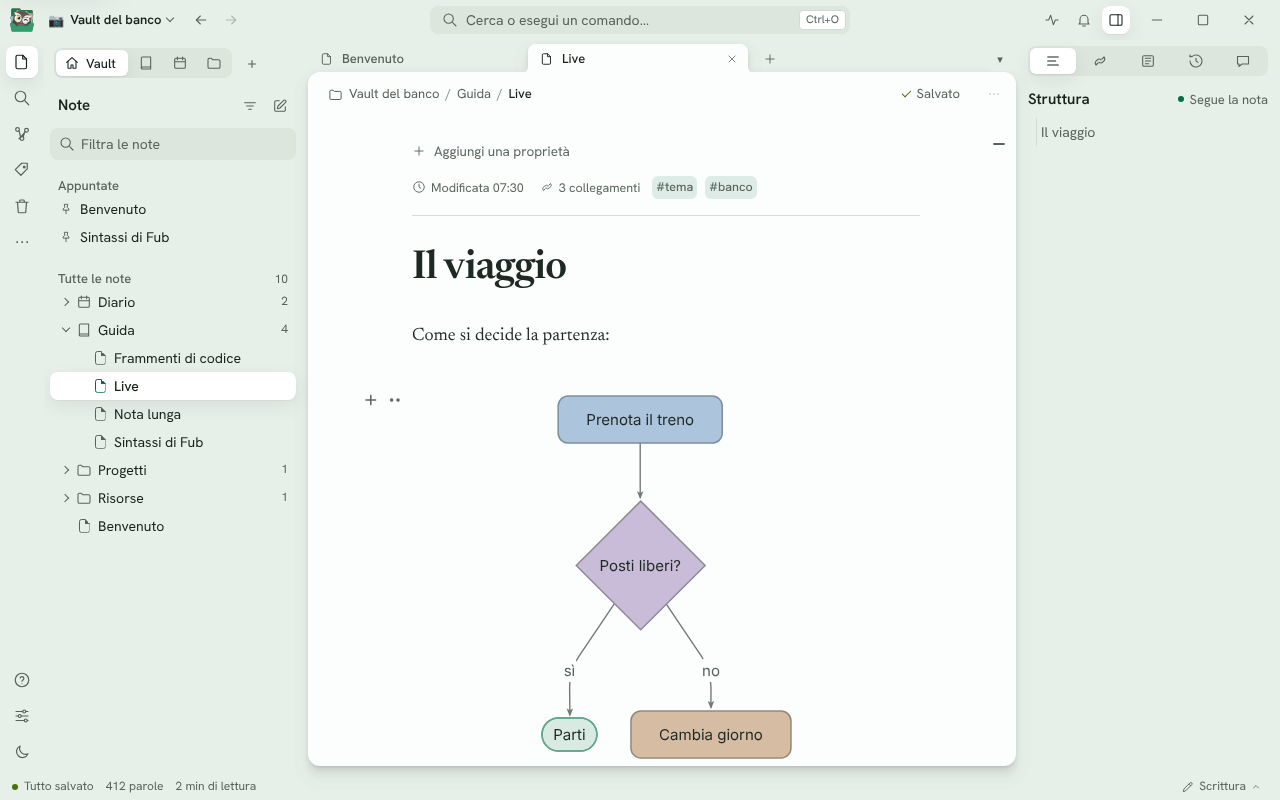 Vault del banco
Cerca o esegui un comando…
Ctrl+O
Vault
Note
Filtra le note
Appuntate
Benvenuto
Sintassi di Fub
Tutte le note 10
Diario 2
Guida 4
Frammenti di codice
Live
Nota lunga
Sintassi di Fub
Progetti 1
Risorse 1
Benvenuto
Benvenuto
Live
Vault del banco / Guida / Live
Salvato
Aggiungi una proprietà
Modificata 07:30
3 collegamenti
#tema
#banco
Il viaggio
Come si decide la partenza:
Prenota il treno
Posti liberi?
sì
no
Parti
Cambia giorno
Struttura
Segue la nota
Il viaggio
Tutto salvato
412 parole
2 min di lettura
Scrittura